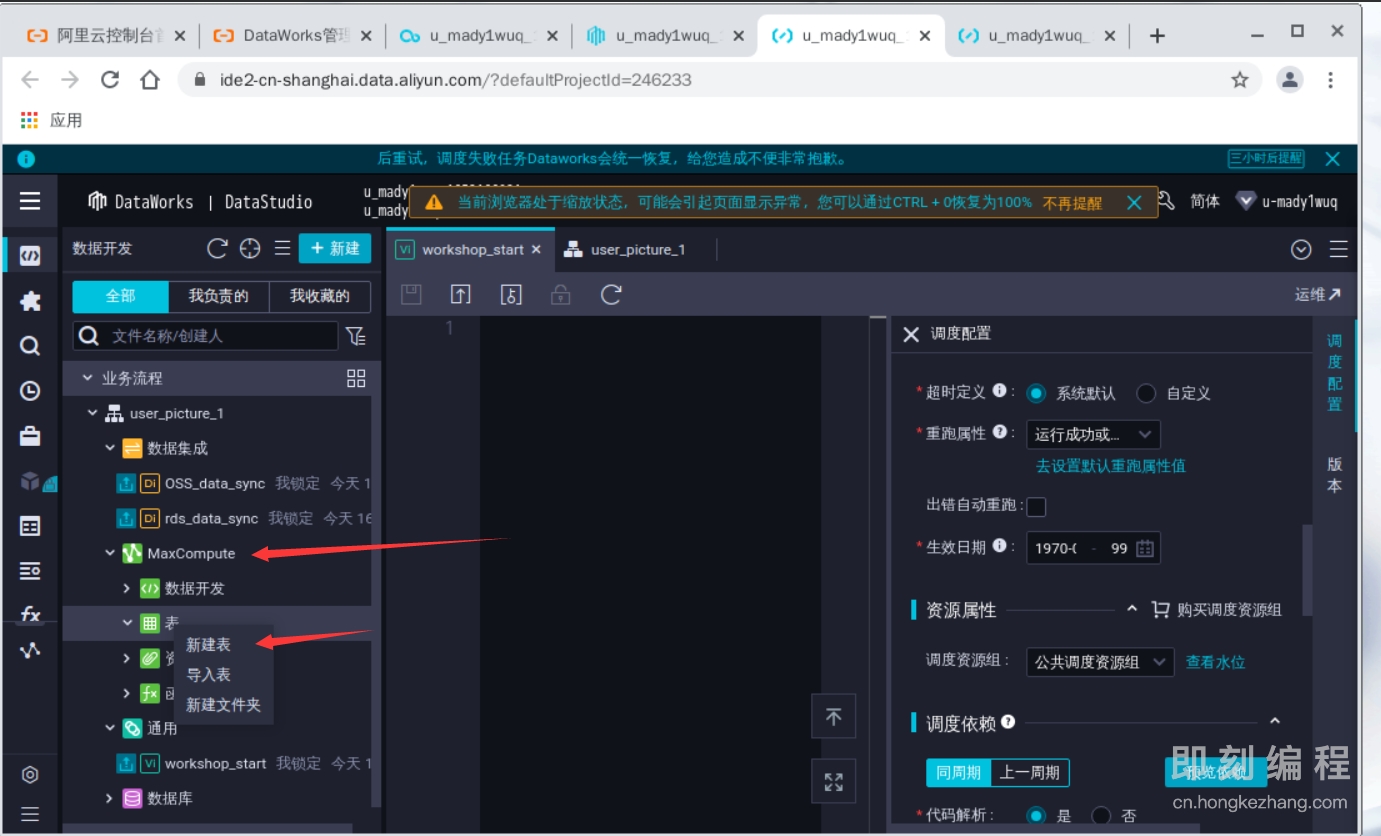 阿里云控制台首
DataWorks管理
u_mady1wuq_
u_mady1wuq_
u_mady1wuq_
u_mady1wuq_
ide2-cn-shanghai.data.aliyun.com/?defaultProjectId=246233
应用
后重试，调度失败任务Dataworks会统一恢复，给您造成不便非常抱歉。
三小时后提醒
DataWorks | DataStudio
u_mady
u_mady
当前浏览器处于缩放状态，可能会引起页面显示异常，您可以通过CTRL + 0恢复为100% 不再提醒
简体
u-mady1wuq
数据开发
+ 新建
workshop_start
user_picture_1
全部 我负责的 我收藏的
运维
文件名称/创建人
1
调度配置
业务流程
user_picture_1
数据集成
Di OSS_data_sync 我锁定 今天 1
Di rds_data_sync 我锁定 今天 16
MaxCompute
数据开发
表
新建表
导入表
新建文件夹
通用
Vi workshop_start 我锁定 今天 1
数据库
* 超时定义 : 系统默认 自定义
* 重跑属性 : 运行成功或...
去设置默认重跑属性值
出错自动重跑 :
* 生效日期 : 1970-0 - 99
资源属性 购买调度资源组
调度资源组 : 公共调度资源组 查看水位
调度依赖
同周期 上一周期
预览依赖
* 代码解析 : 是 否
调度配置
版本
fx
即刻编程
cn.hongkezhang.com